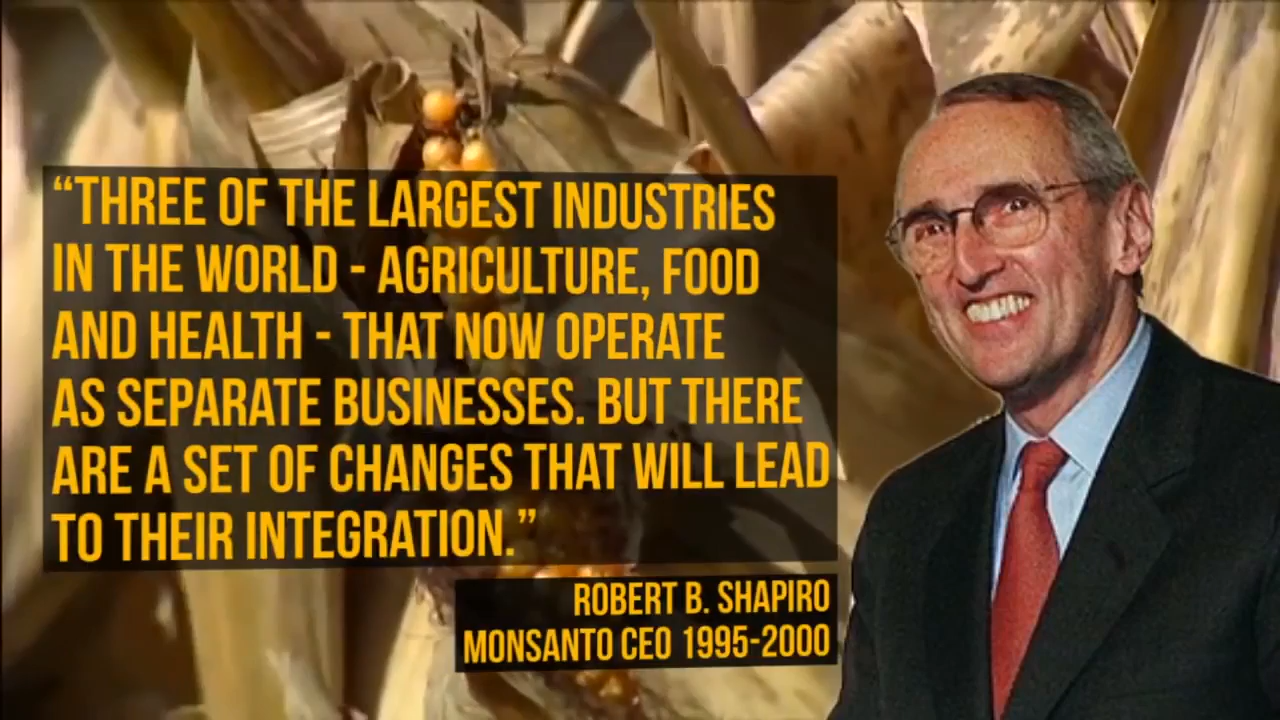 “THREE OF THE LARGEST INDUSTRIES
IN THE WORLD - AGRICULTURE, FOOD
AND HEALTH - THAT NOW OPERATE
AS SEPARATE BUSINESSES. BUT THERE
ARE A SET OF CHANGES THAT WILL LEAD
TO THEIR INTEGRATION.”
ROBERT B. SHAPIRO
MONSANTO CEO 1995-2000